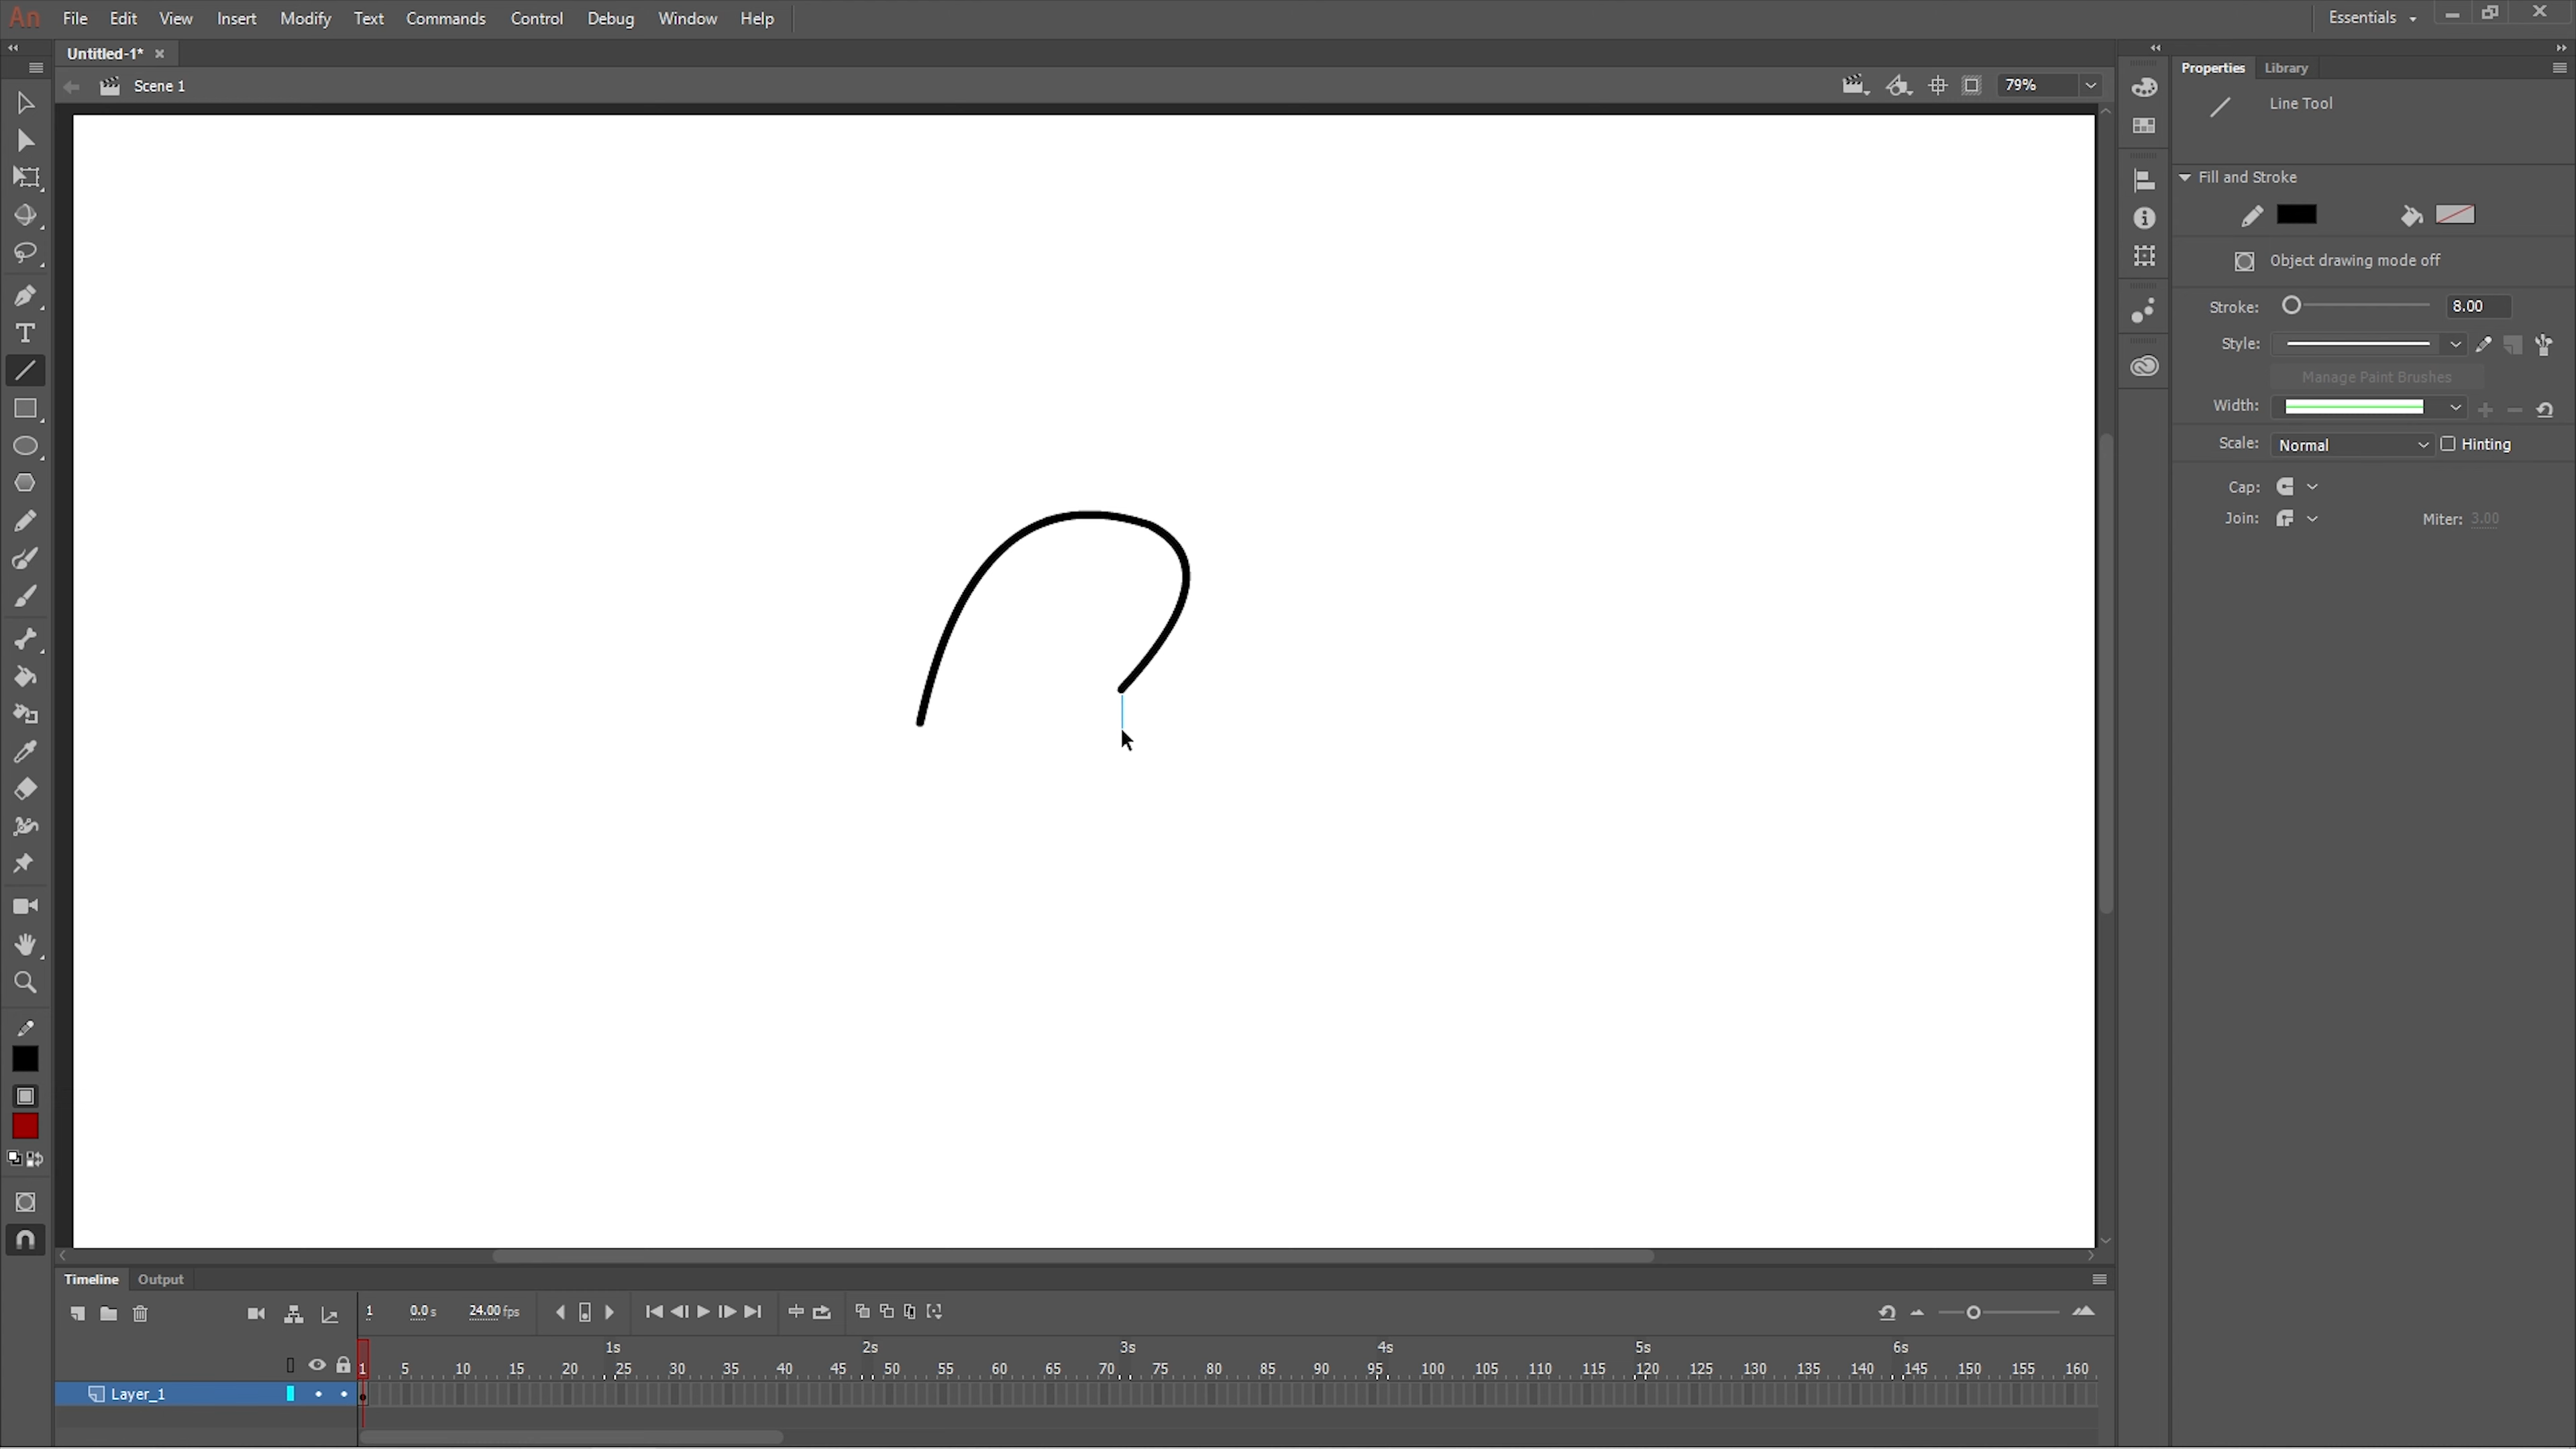 An File Edit View Insert Modify Text Commands Control Debug Window Help Essentials
Untitled-1*
Scene 1 79%
Properties Library
Line Tool
Fill and Stroke
Object drawing mode off
Stroke: 8.00
Style:
Manage Paint Brushes
Width:
Scale: Normal Hinting
Cap:
Join: Miter: 3.00
T
Timeline Output
1 0.0 s 24.00 fps
1s 2s 3s 4s 5s 6s
1 5 10 15 20 25 30 35 40 45 50 55 60 65 70 75 80 85 90 95 100 105 110 115 120 125 130 135 140 145 150 155 160
Layer_1